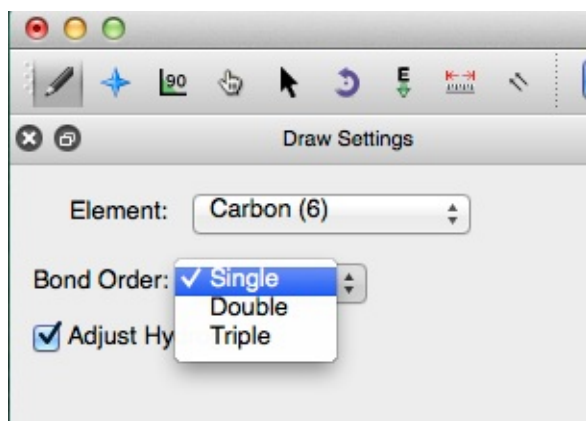 90
E
Draw Settings
Element: Carbon (6)
Bond Order: Single
Double
Adjust Hy Triple